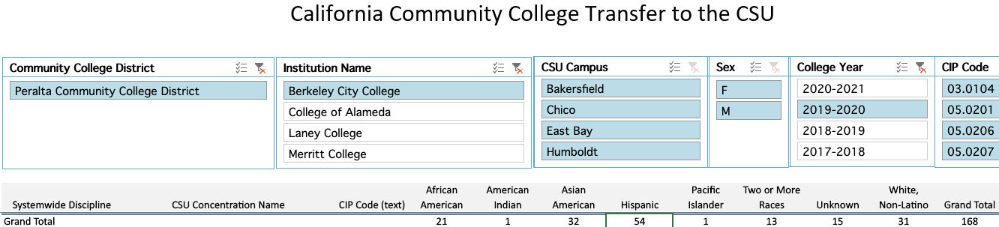 California Community College Transfer to the CSU
Community College District
Peralta Community College District
Institution Name
Berkeley City College
College of Alameda
Laney College
Merritt College
CSU Campus
Bakersfield
Chico
East Bay
Humboldt
Sex
F
M
College Year
2020-2021
2019-2020
2018-2019
2017-2018
CIP Code
03.0104
05.0201
05.0206
05.0207
African American Asian Pacific Two or More White,
Systemwide Discipline CSU Concentration Name CIP Code (text) American Indian American Hispanic Islander Races Unknown Non-Latino Grand Total
Grand Total 21 1 32 54 1 13 15 31 168